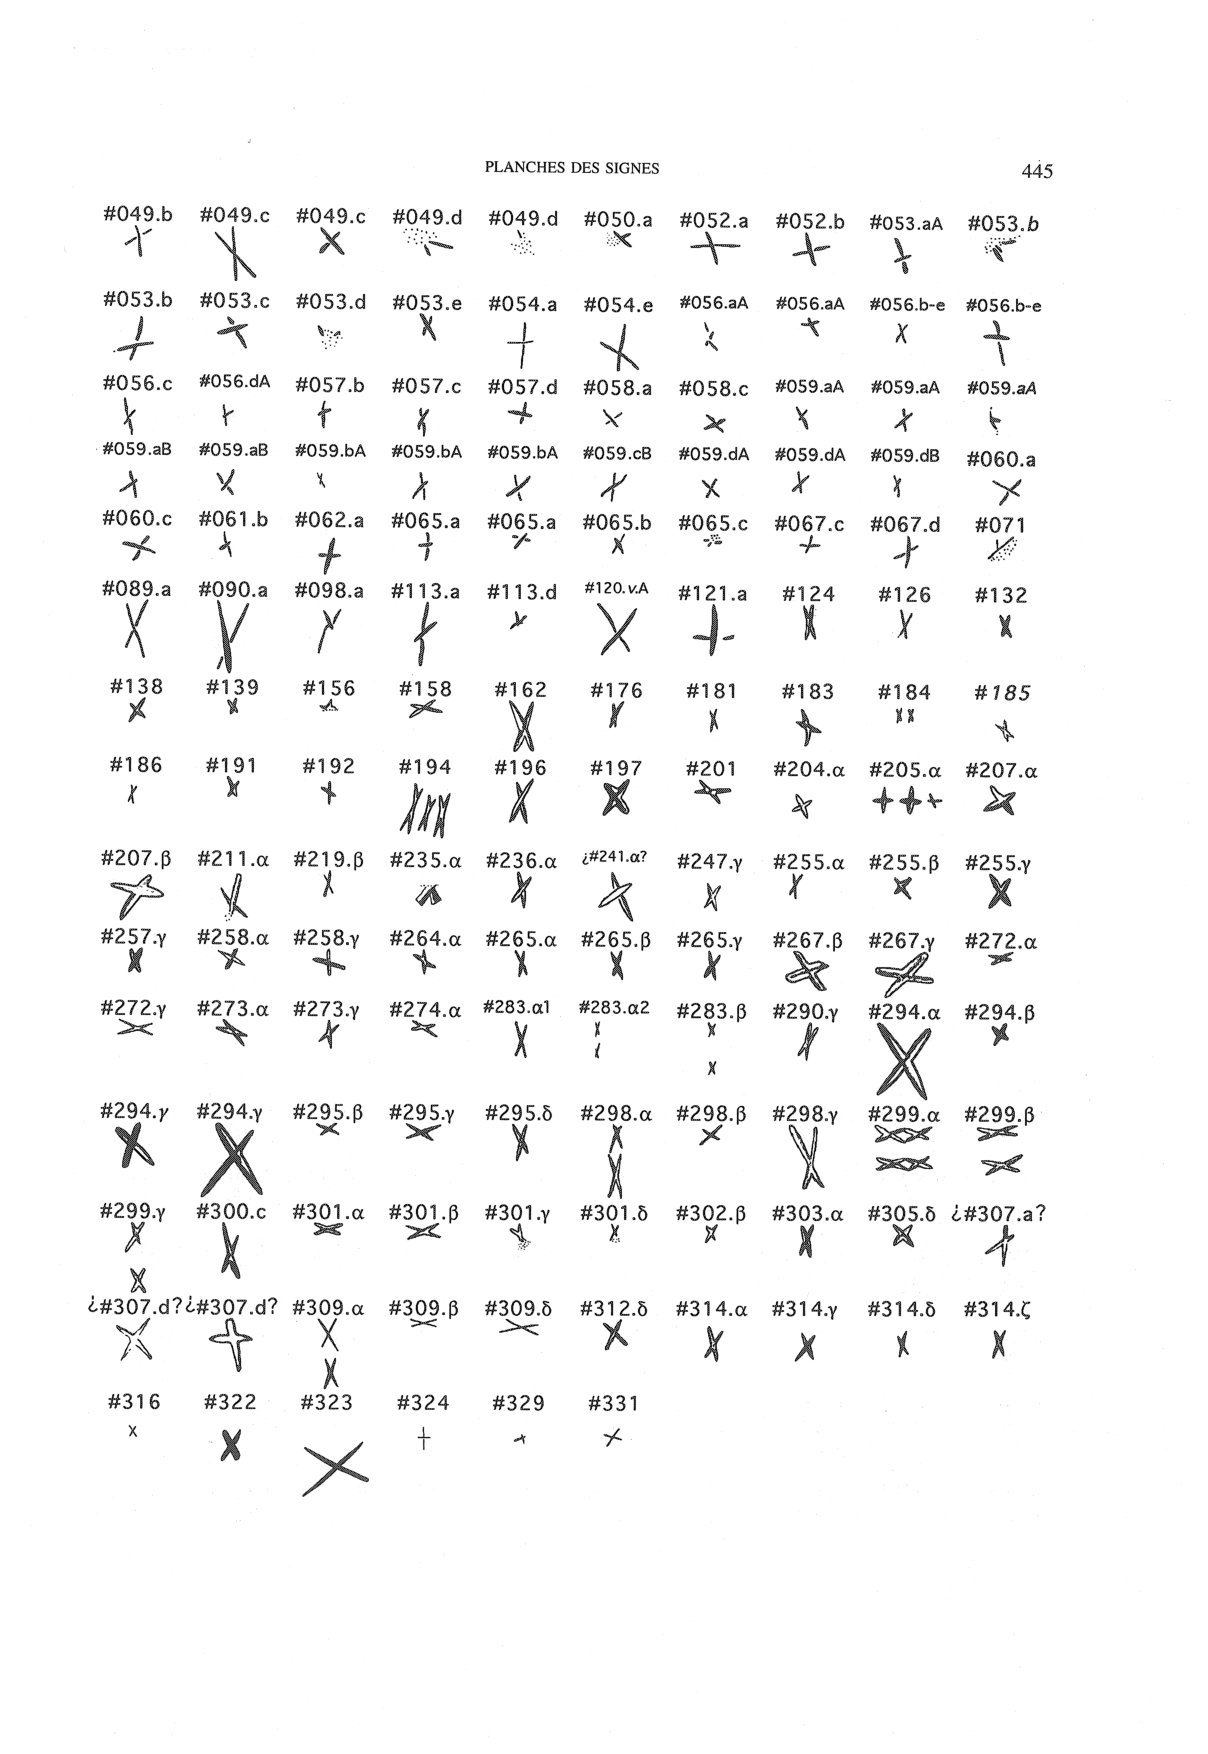 PLANCHES DES SIGNES 445
#049.b #049.c #049.c #049.d #049.d #050.a #052.a #052.b #053.aA #053.b
#053.b #053.c #053.d #053.e #054.a #054.e #056.aA #056.aA #056.b-e #056.b-e
#056.c #056.dA #057.b #057.c #057.d #058.a #058.c #059.aA #059.aA #059.aA
#059.aB #059.aB #059.bA #059.bA #059.bA #059.cB #059.dA #059.dA #059.dB #060.a
#060.c #061.b #062.a #065.a #065.a #065.b #065.c #067.c #067.d #071
#089.a #090.a #098.a #113.a #113.d #120.v.A #121.a #124 #126 #132
#138 #139 #156 #158 #162 #176 #181 #183 #184 #185
#186 #191 #192 #194 #196 #197 #201 #204.α #205.α #207.α
#207.β #211.α #219.β #235.α #236.α ¿#241.α? #247.γ #255.α #255.β #255.γ
#257.γ #258.α #258.γ #264.α #265.α #265.β #265.γ #267.β #267.γ #272.α
#272.γ #273.α #273.γ #274.α #283.α1 #283.α2 #283.β #290.γ #294.α #294.β
#294.γ #294.γ #295.β #295.γ #295.δ #298.α #298.β #298.γ #299.α #299.β
#299.γ #300.c #301.α #301.β #301.γ #301.δ #302.β #303.α #305.δ ¿#307.a?
¿#307.d? ¿#307.d? #309.α #309.β #309.δ #312.δ #314.α #314.γ #314.δ #314.ζ
#316 #322 #323 #324 #329 #331